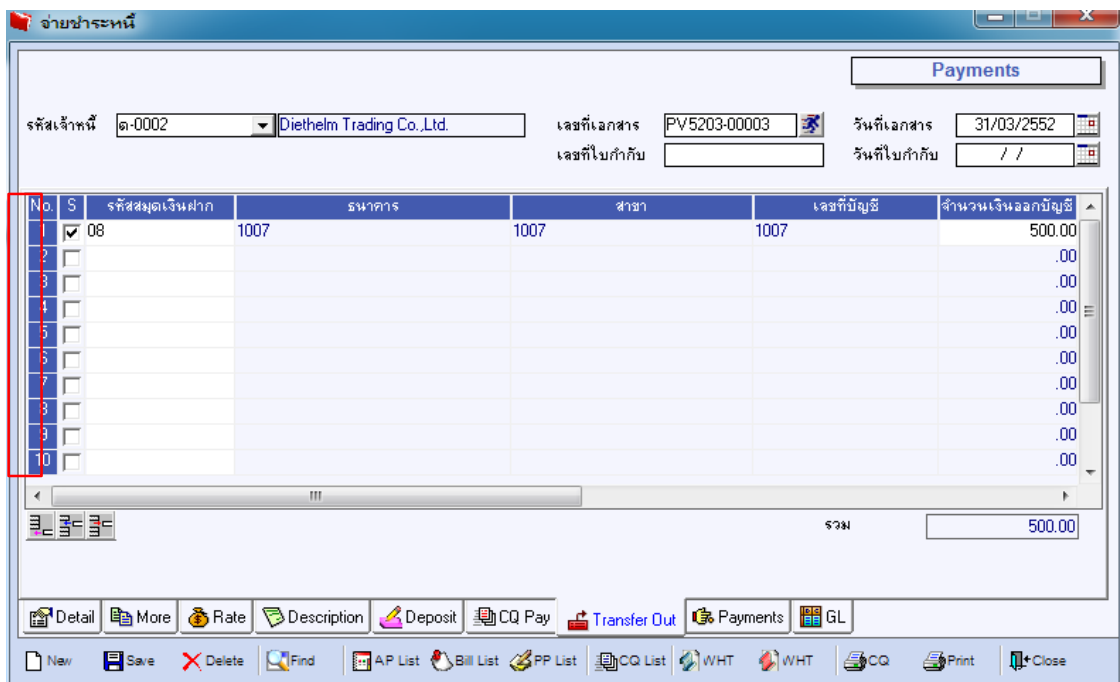 จ่ายชำระหนี้
Payments
รหัสเจ้าหนี้ ด-0002 Diethelm Trading Co.,Ltd. เลขที่เอกสาร PV5203-00003 วันที่เอกสาร 31/03/2552
เลขที่ใบกำกับ วันที่ใบกำกับ / /
No. S รหัสสมุดเงินฝาก ธนาคาร สาขา เลขที่บัญชี จำนวนเงินออกบัญชี
1 08 1007 1007 1007 500.00
2 .00
3 .00
4 .00
5 .00
6 .00
7 .00
8 .00
9 .00
10 .00
รวม 500.00
Detail More Rate Description Deposit CQ Pay Transfer Out Payments GL
New Save Delete Find AP List Bill List PP List CQ List WHT WHT CQ Print Close